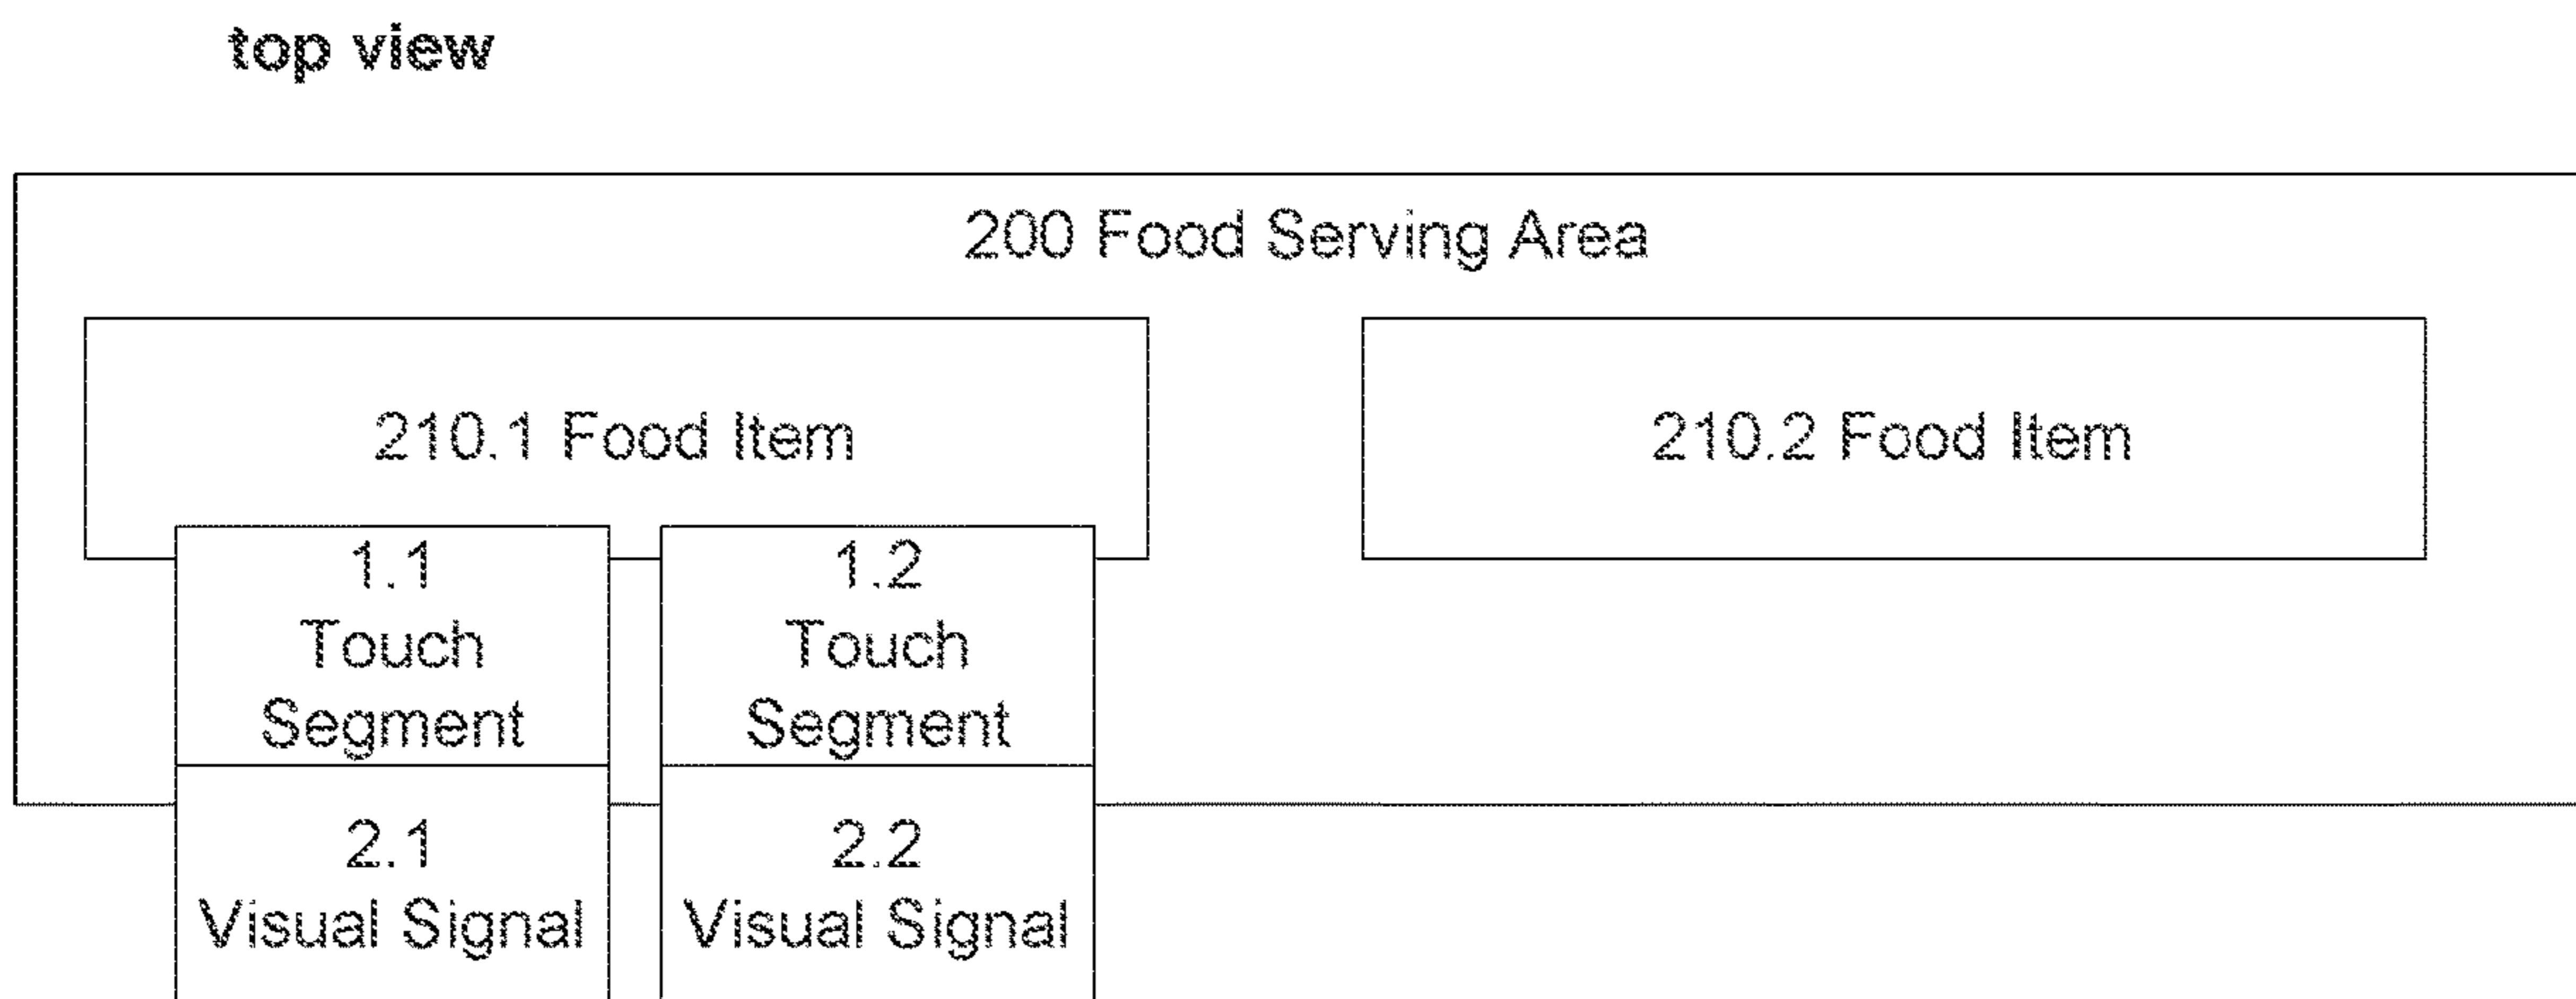 top view
200 Food Serving Area
210.1 Food Item
210.2 Food Item
1.1
Touch
Segment
1.2
Touch
Segment
2.1
Visual Signal
2.2
Visual Signal